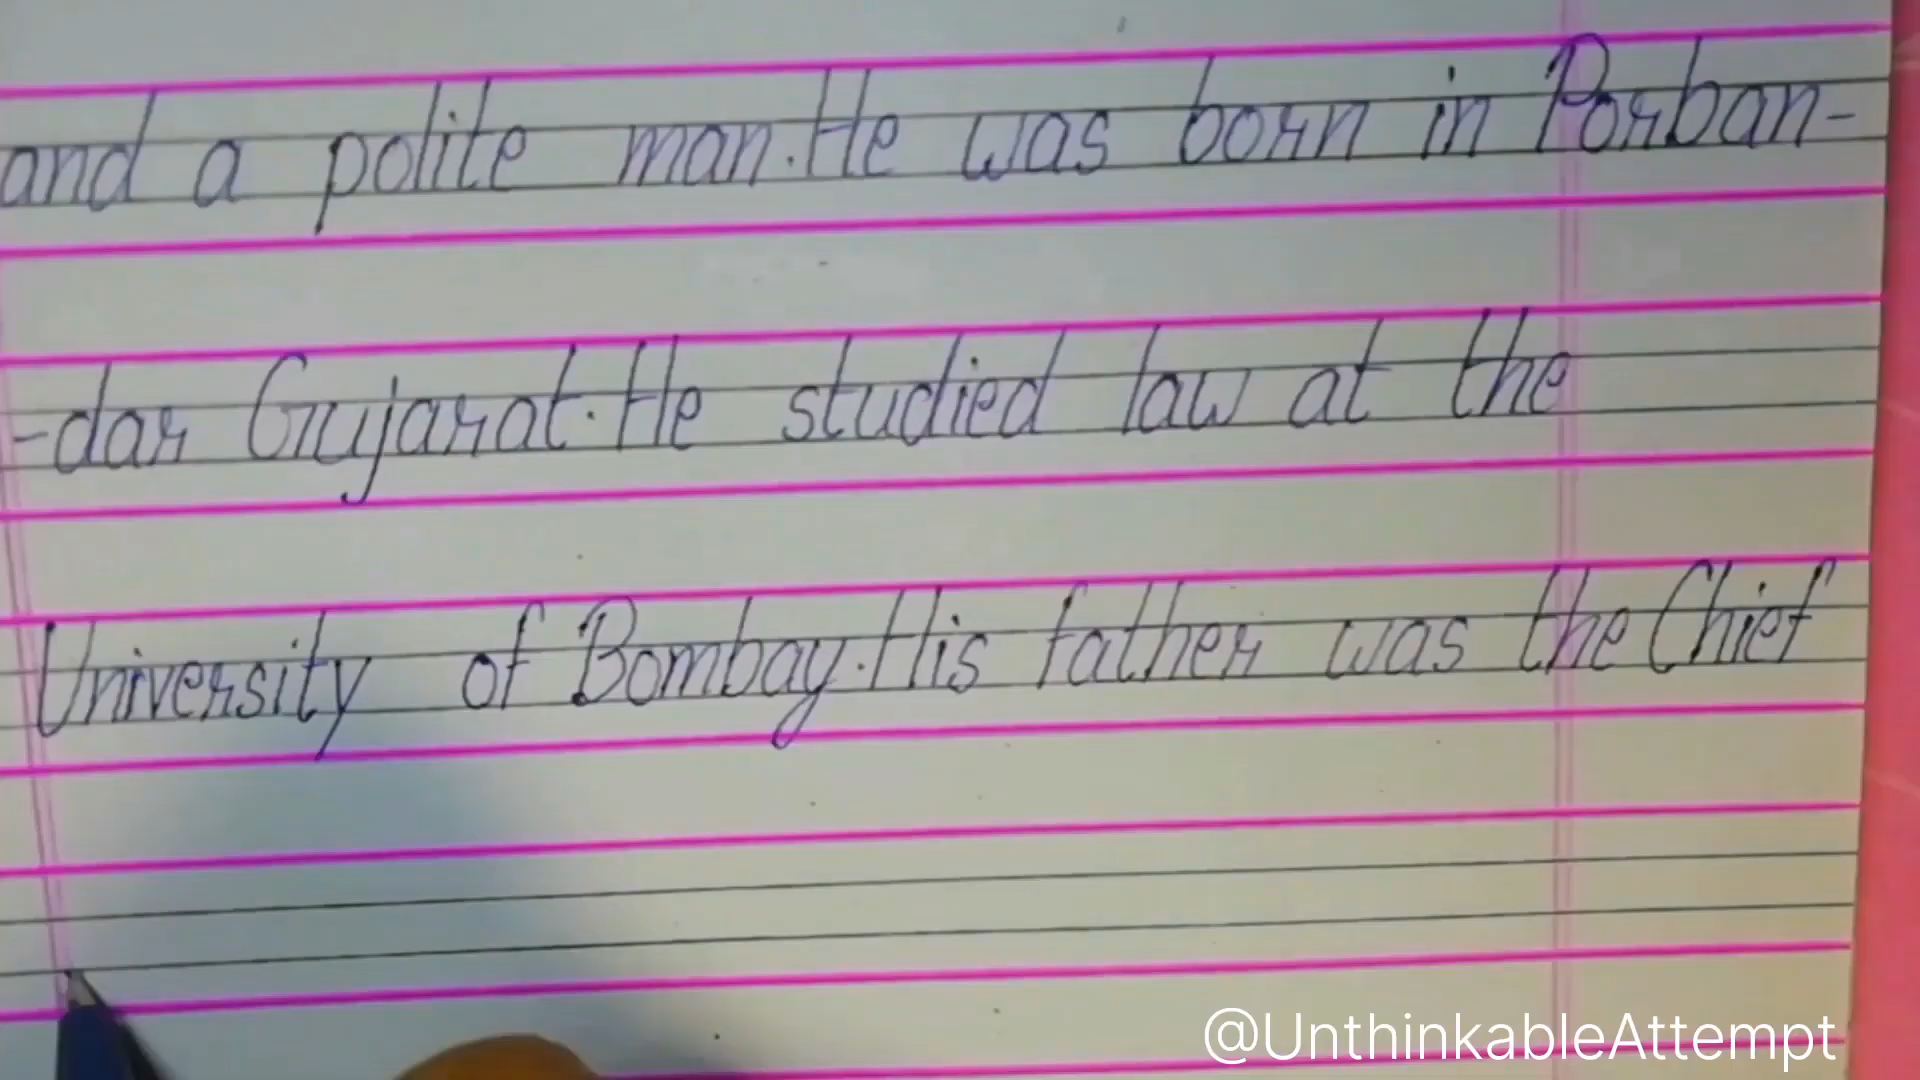 and a polite man. He was born in Porban-
-dar Gujarat. He studied law at the
University of Bombay. His father was the Chief
@UnthinkableAttempt